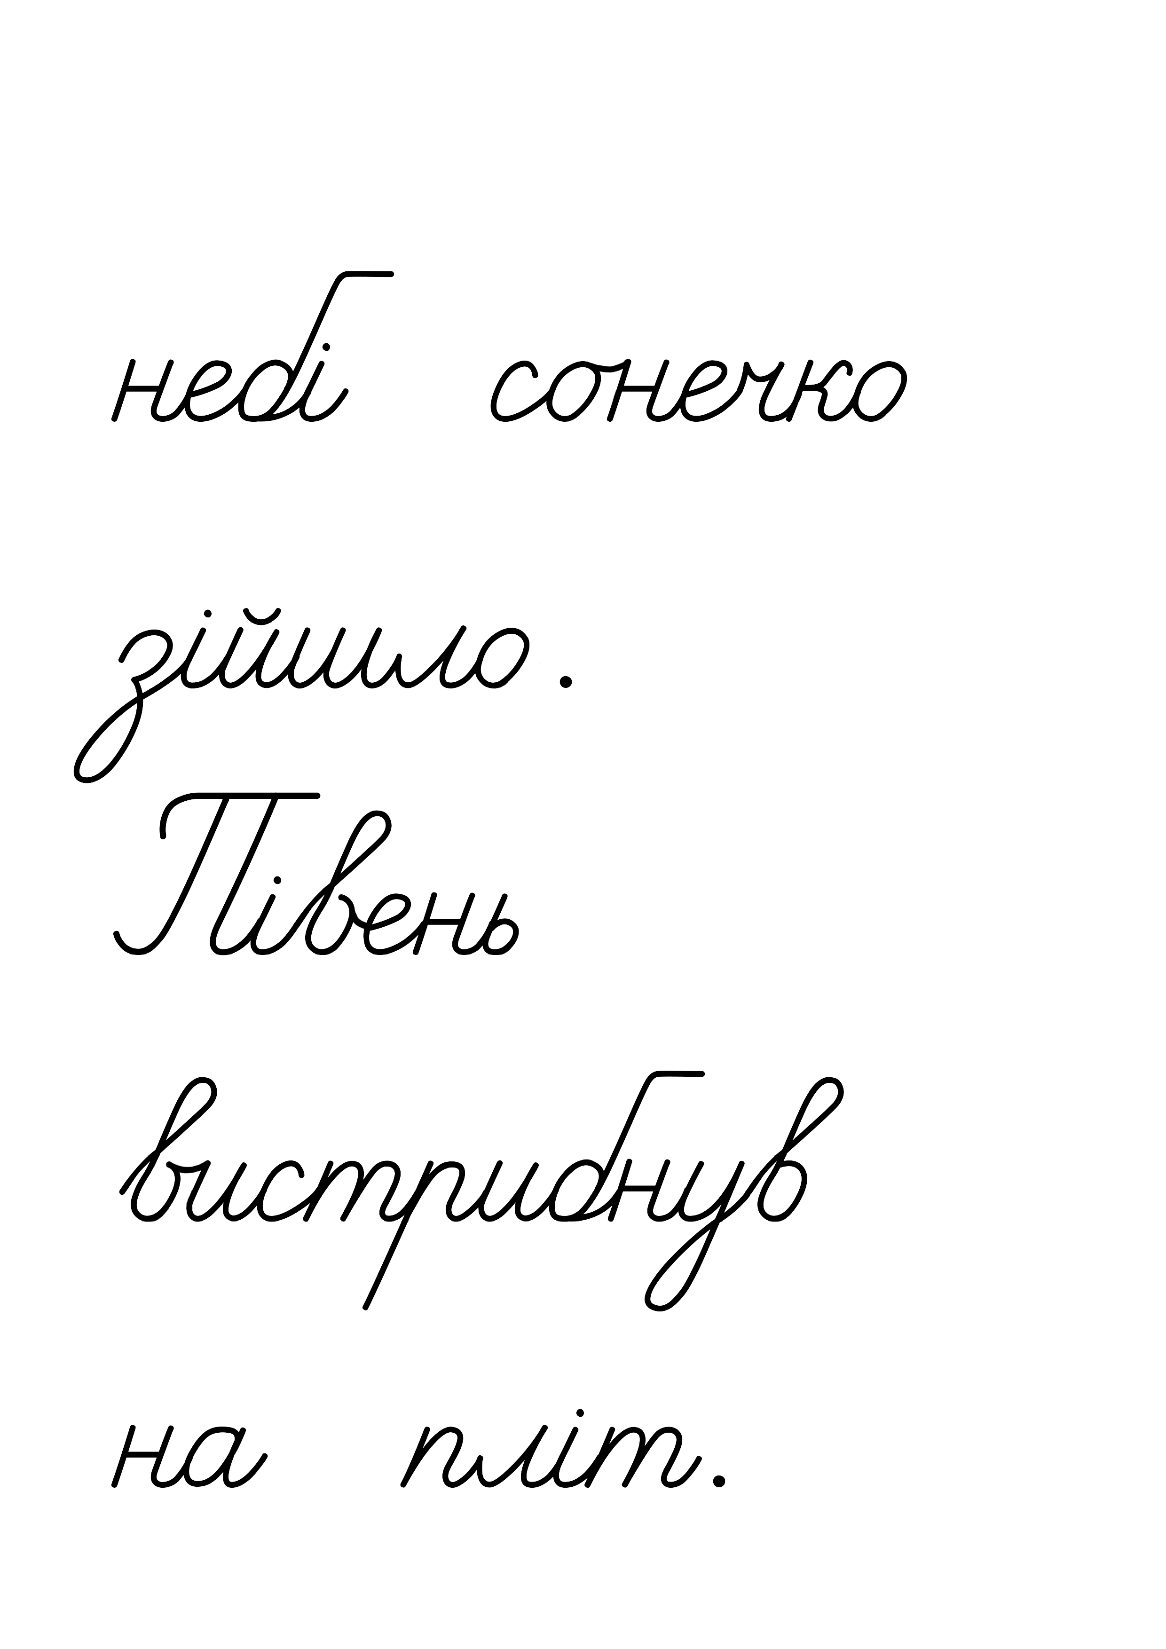 небі сонечко
зійшло.
Півень
вистрибнув
на пліт.